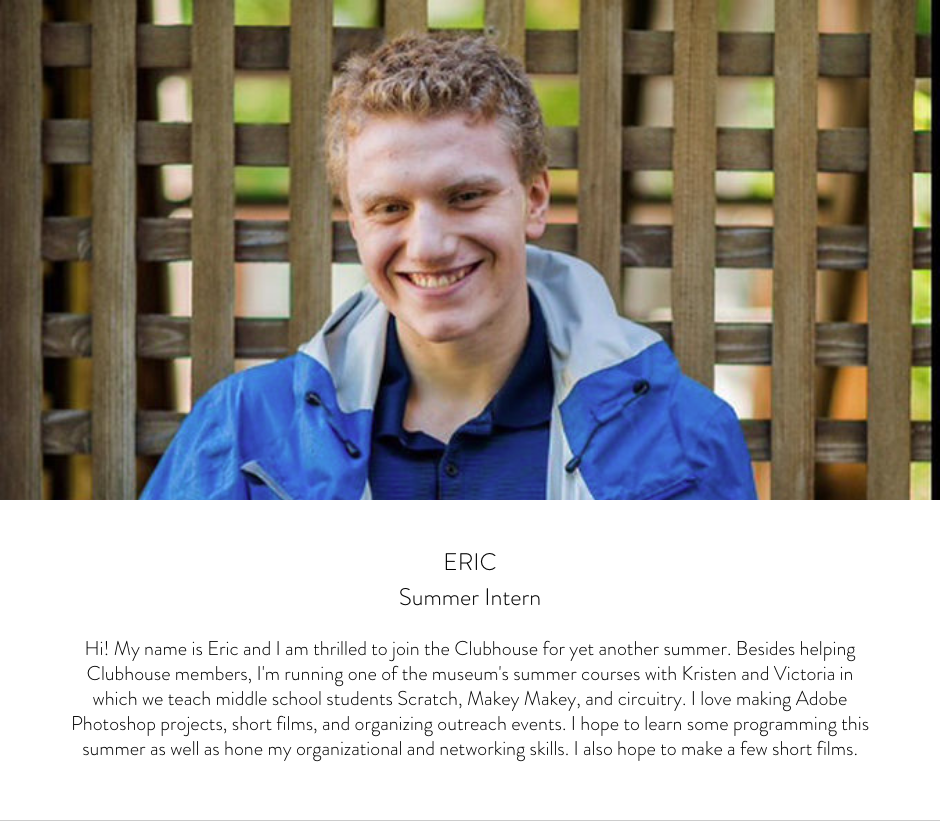 ERIC
Summer Intern
Hi! My name is Eric and I am thrilled to join the Clubhouse for yet another summer. Besides helping
Clubhouse members, I'm running one of the museum's summer courses with Kristen and Victoria in
which we teach middle school students Scratch, Makey Makey, and circuitry. I love making Adobe
Photoshop projects, short films, and organizing outreach events. I hope to learn some programming this
summer as well as hone my organizational and networking skills. I also hope to make a few short films.